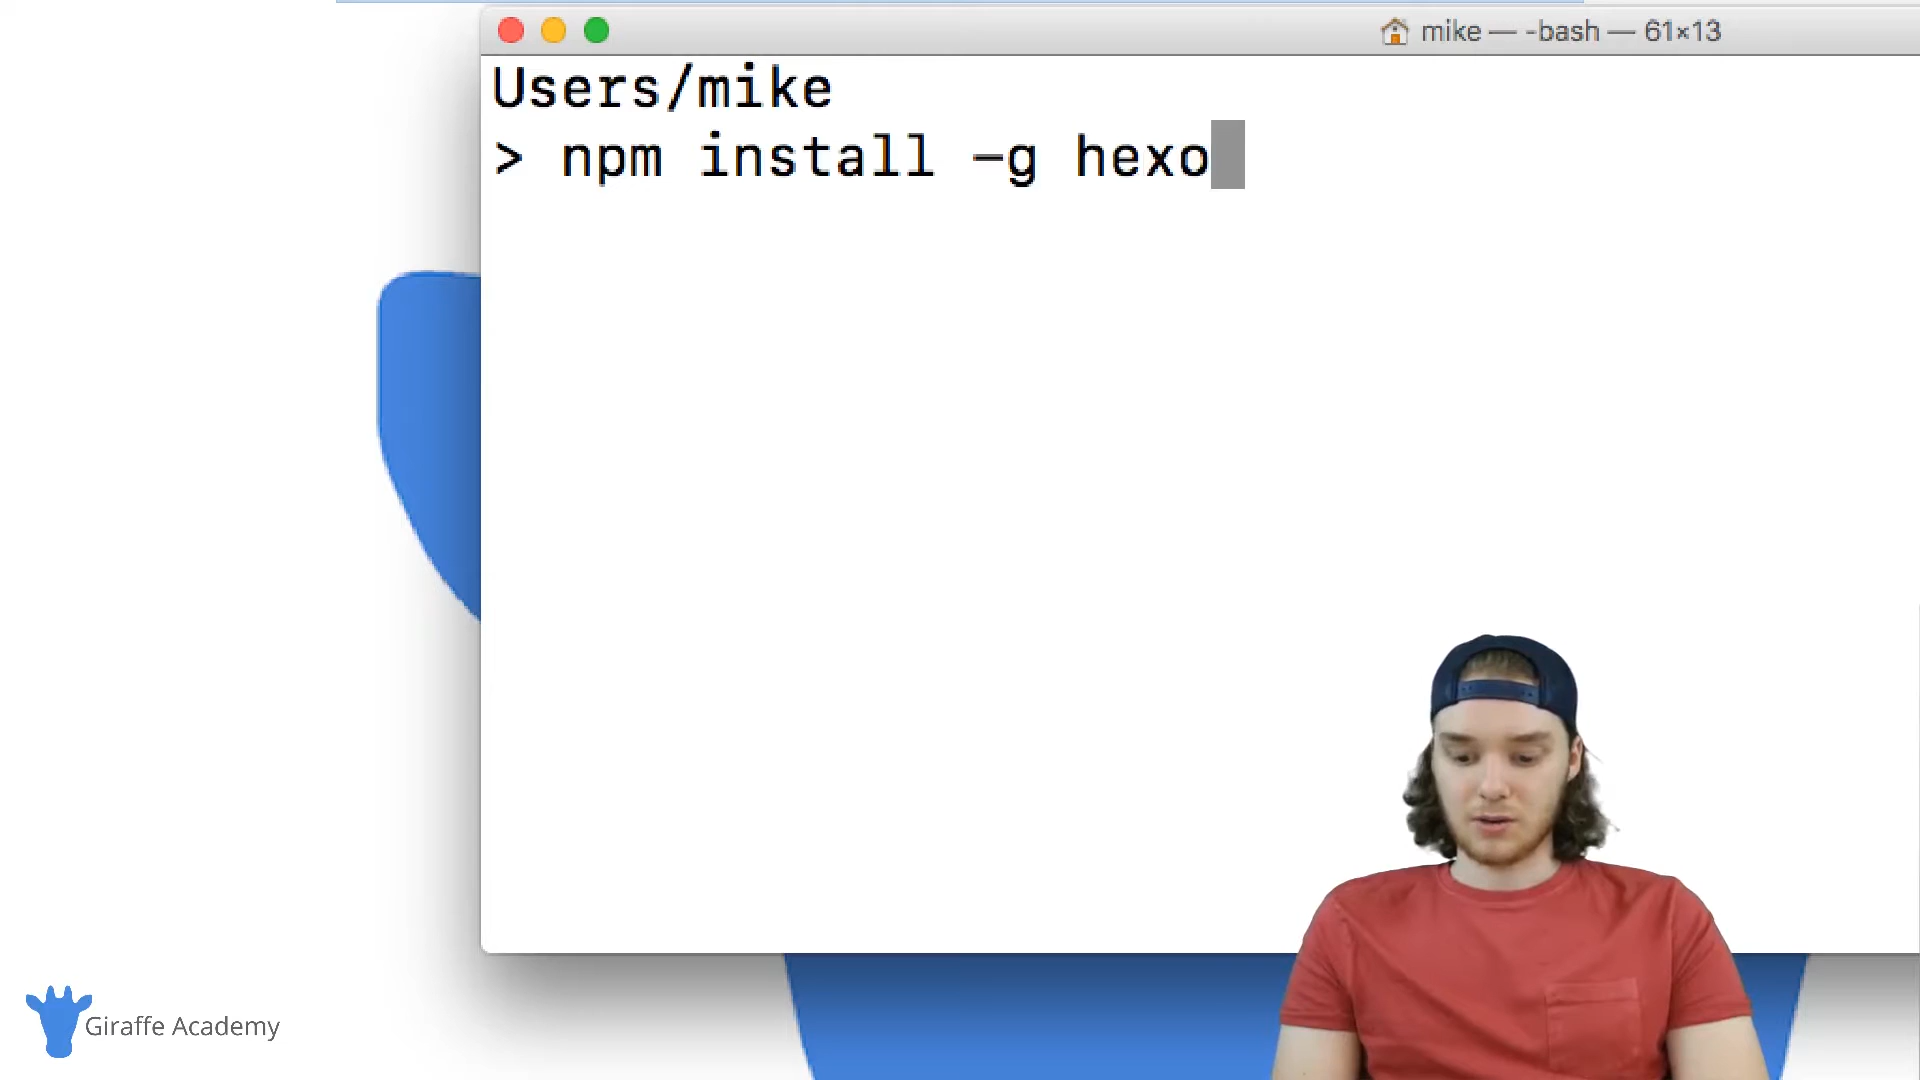 mike — -bash — 61×13
Users/mike
> npm install -g hexo
Giraffe Academy